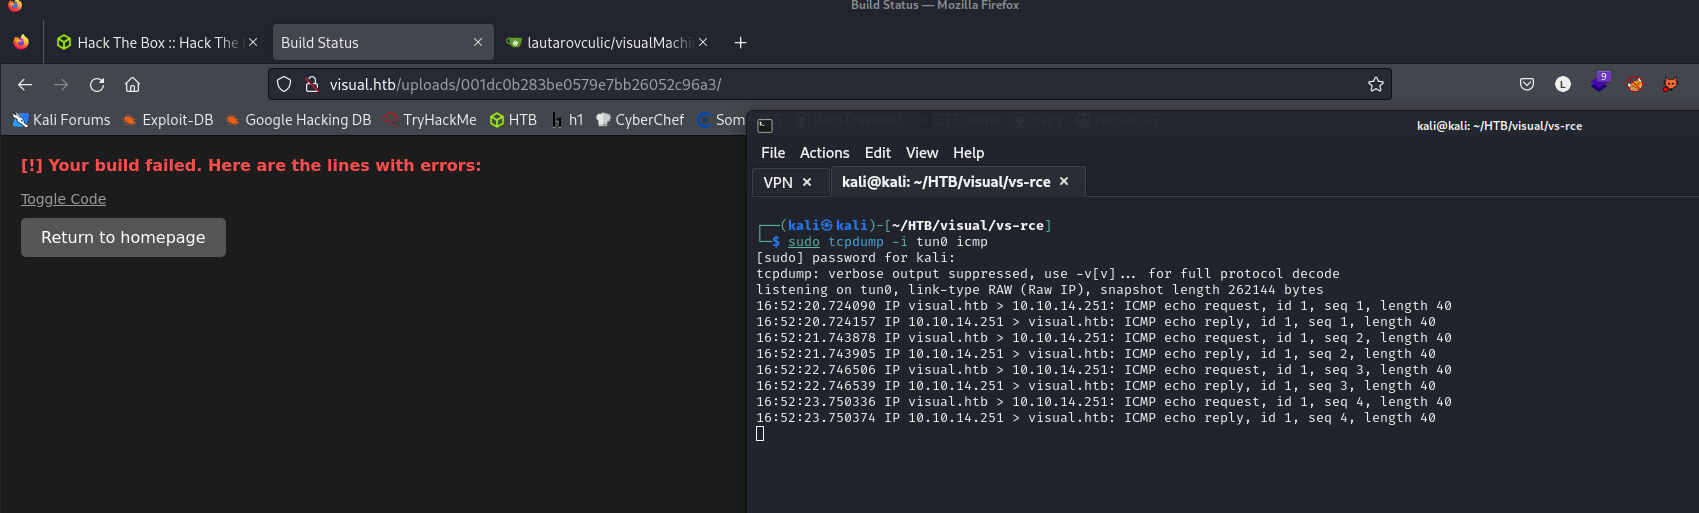 Build Status — Mozilla Firefox
Hack The Box :: Hack The
Build Status
lautarovculic/visualMachi
visual.htb/uploads/001dc0b283be0579e7bb26052c96a3/
L
9
Kali Forums Exploit-DB Google Hacking DB TryHackMe HTB h1 CyberChef Som PathTraversal GTFOBins pspy revShellG
kali@kali: ~/HTB/visual/vs-rce
File Actions Edit View Help
VPN kali@kali: ~/HTB/visual/vs-rce
[!] Your build failed. Here are the lines with errors:
Toggle Code
Return to homepage
(kali㉿kali)-[~/HTB/visual/vs-rce]
$ sudo tcpdump -i tun0 icmp
[sudo] password for kali:
tcpdump: verbose output suppressed, use -v[v]... for full protocol decode
listening on tun0, link-type RAW (Raw IP), snapshot length 262144 bytes
16:52:20.724090 IP visual.htb > 10.10.14.251: ICMP echo request, id 1, seq 1, length 40
16:52:20.724157 IP 10.10.14.251 > visual.htb: ICMP echo reply, id 1, seq 1, length 40
16:52:21.743878 IP visual.htb > 10.10.14.251: ICMP echo request, id 1, seq 2, length 40
16:52:21.743905 IP 10.10.14.251 > visual.htb: ICMP echo reply, id 1, seq 2, length 40
16:52:22.746506 IP visual.htb > 10.10.14.251: ICMP echo request, id 1, seq 3, length 40
16:52:22.746539 IP 10.10.14.251 > visual.htb: ICMP echo reply, id 1, seq 3, length 40
16:52:23.750336 IP visual.htb > 10.10.14.251: ICMP echo request, id 1, seq 4, length 40
16:52:23.750374 IP 10.10.14.251 > visual.htb: ICMP echo reply, id 1, seq 4, length 40